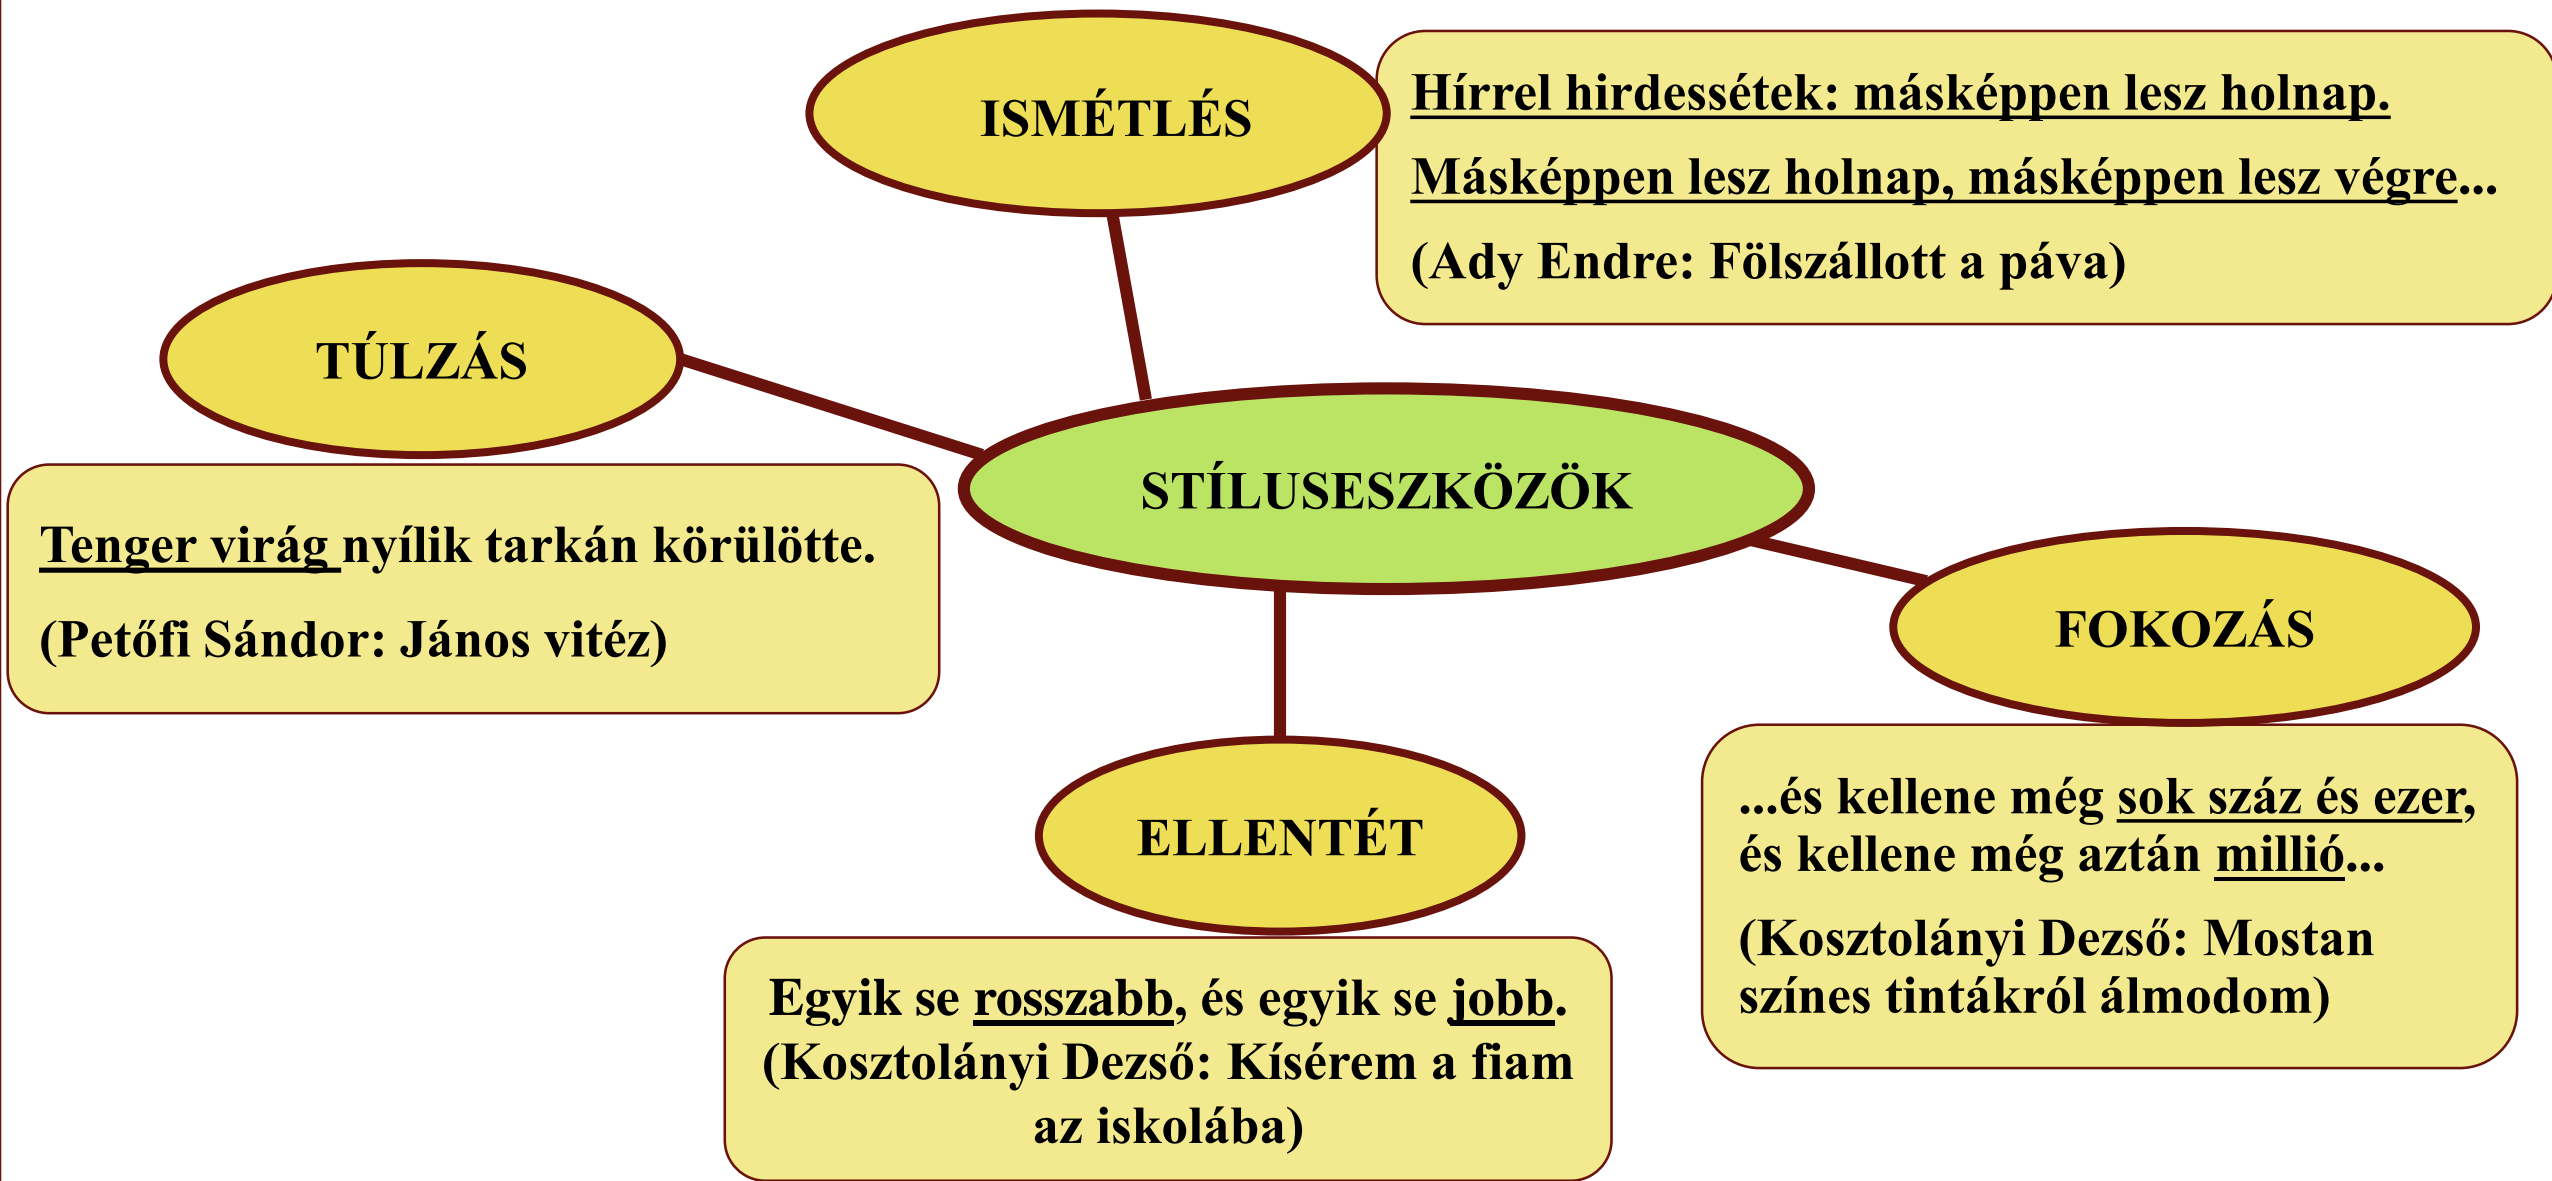 ISMÉTLÉS
Hírrel hirdessétek: másképpen lesz holnap.
Másképpen lesz holnap, másképpen lesz végre...
(Ady Endre: Fölszállott a páva)
TÚLZÁS
Tenger virág nyílik tarkán körülötte.
(Petőfi Sándor: János vitéz)
STÍLUSESZKÖZÖK
FOKOZÁS
...és kellene még sok száz és ezer,
és kellene még aztán millió...
(Kosztolányi Dezső: Mostan
színes tintákról álmodom)
ELLENTÉT
Egyik se rosszabb, és egyik se jobb.
(Kosztolányi Dezső: Kísérem a fiam
az iskolába)